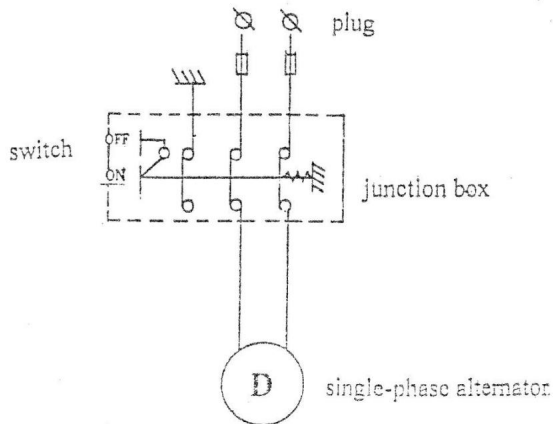 plug
OFF
switch
ON
junction box
D
single-phase alternator